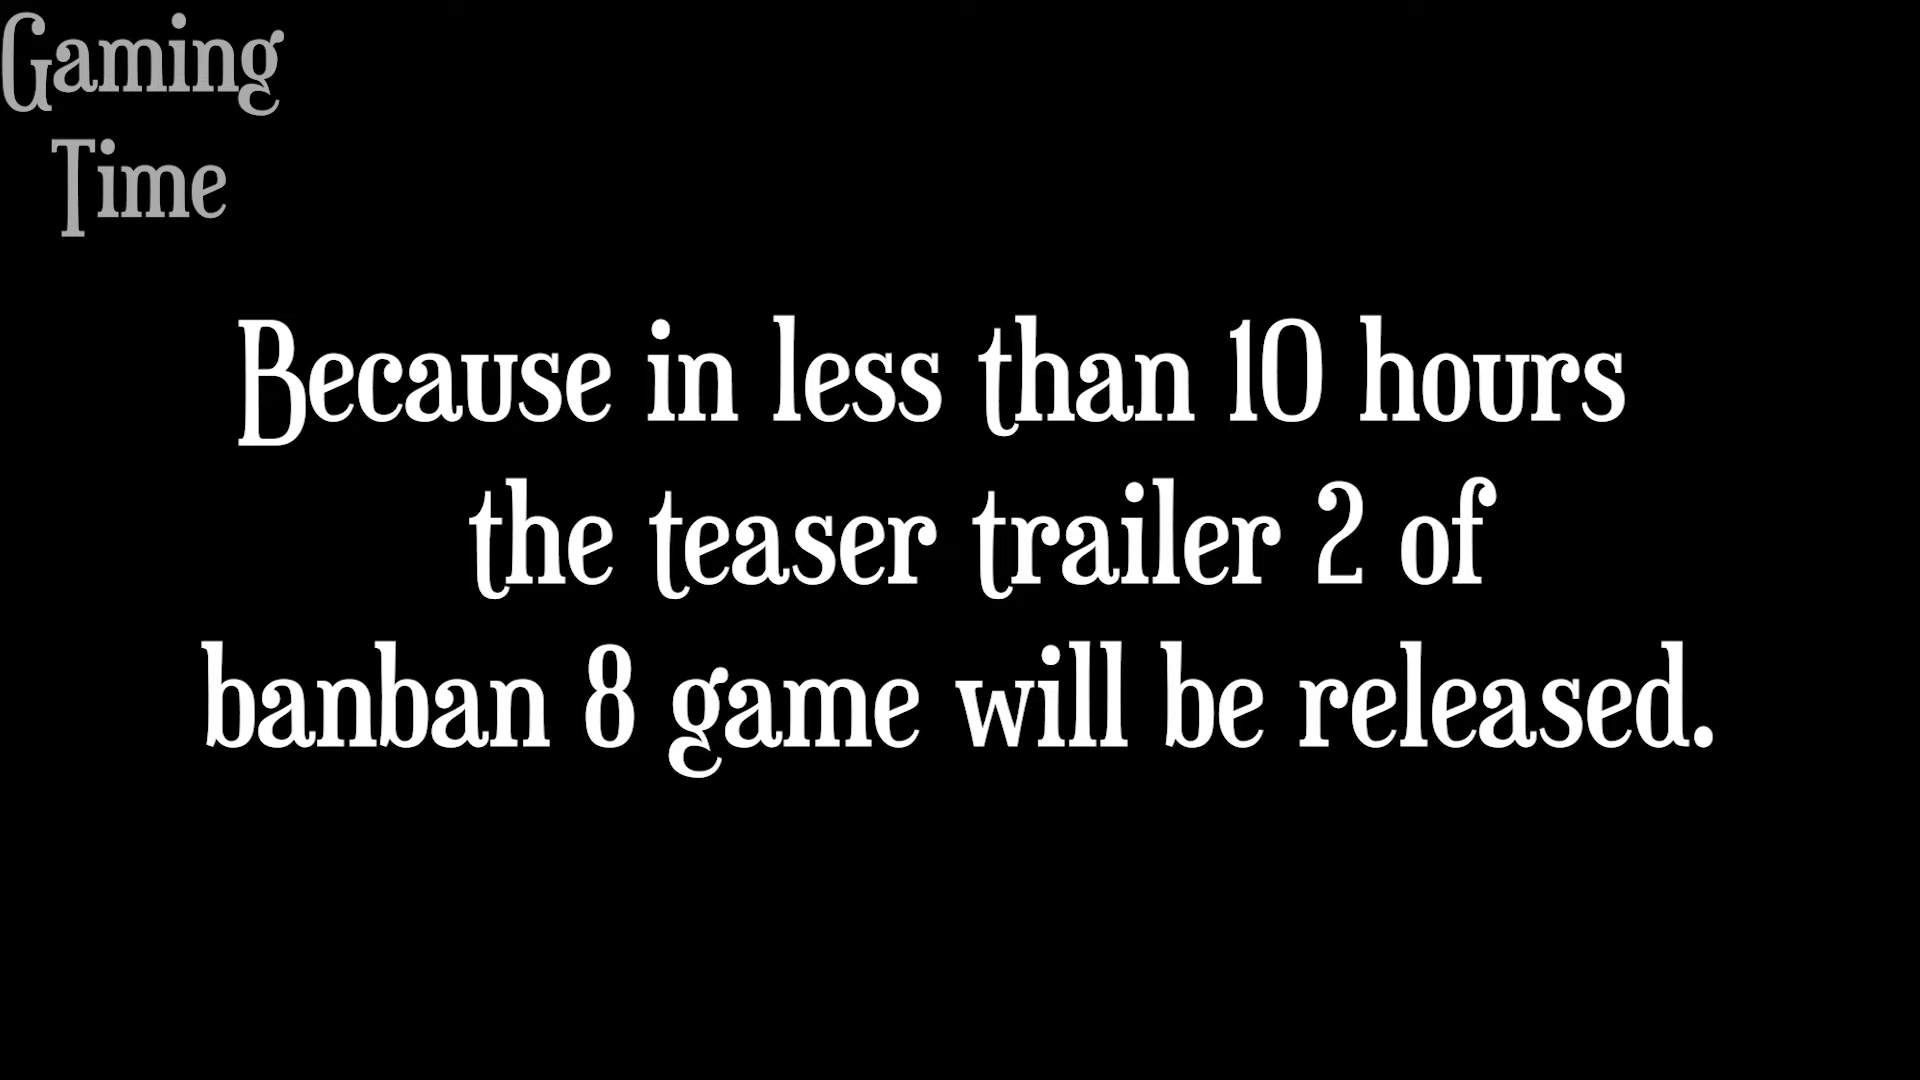 Gaming
Time
Because in less than 10 hours
the teaser trailer 2 of
banban 8 game will be released.